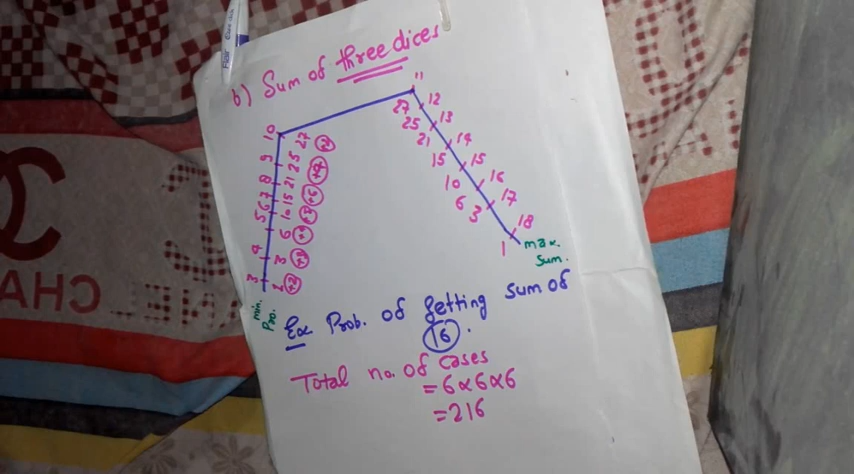 b) Sum of three dices
10 9 8 7 6 5 4 3
27 25 21 15 10 6 3 1
min.
11 12 13 14 15 16 17 18
27 25 21 15 10 6 3 1
max.
Sum.
Ex Prob. of getting sum of
16.
Total no. of cases
= 6×6×6
= 216